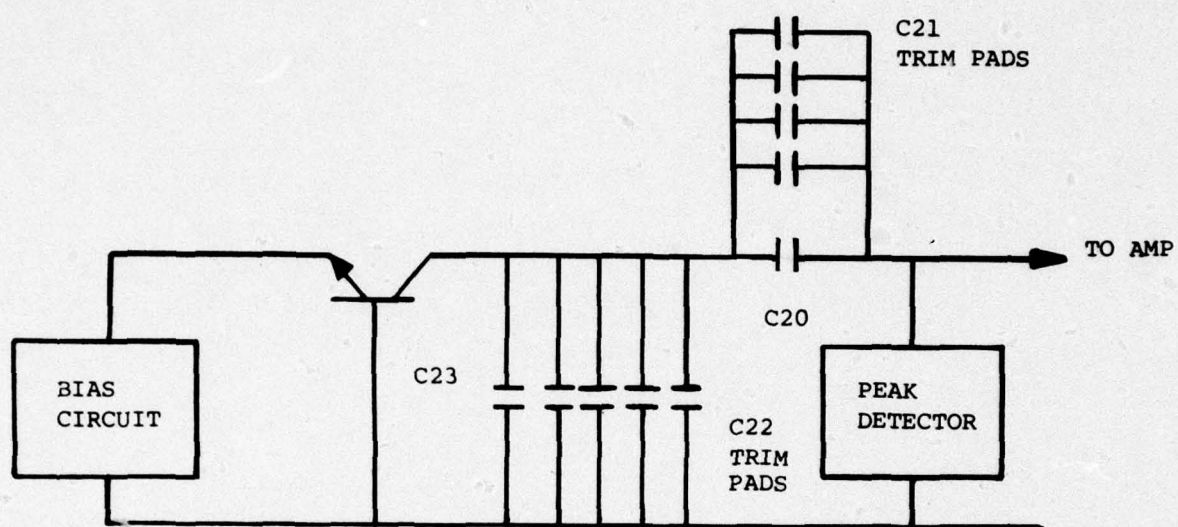 C21
TRIM PADS
TO AMP
C20
C23
BIAS
CIRCUIT
PEAK
DETECTOR
C22
TRIM
PADS